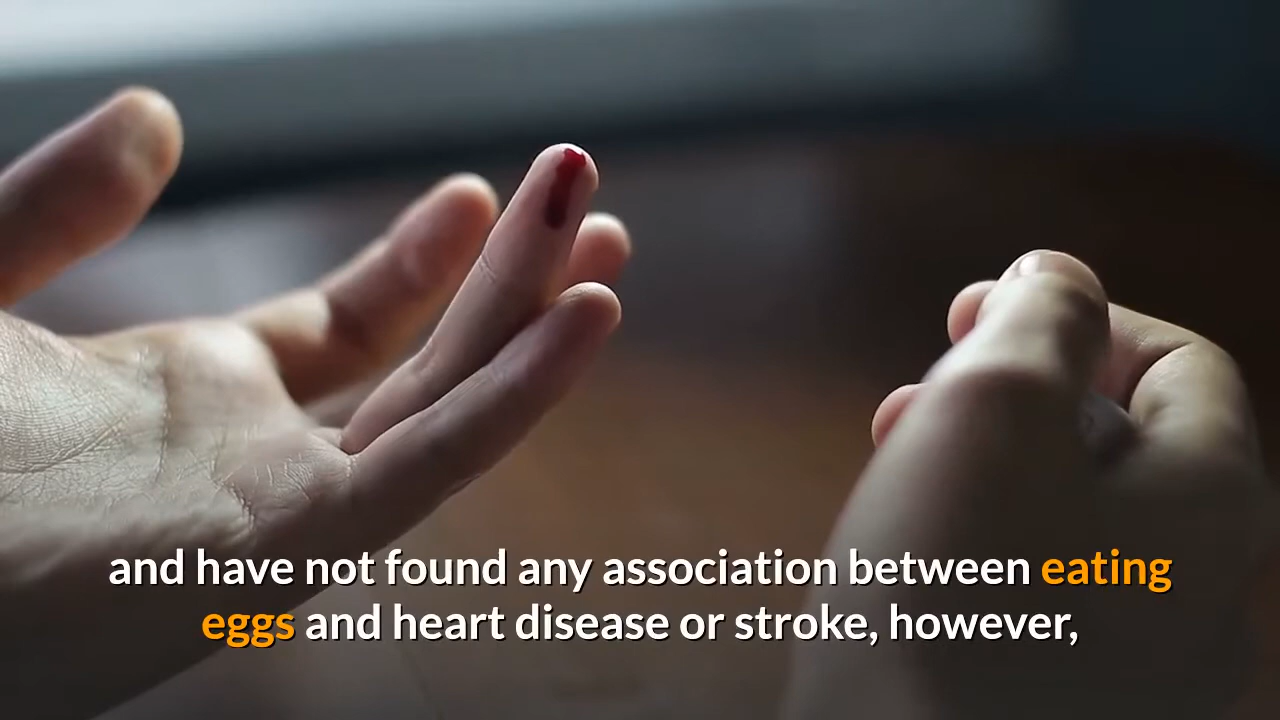 and have not found any association between eating
eggs and heart disease or stroke, however,